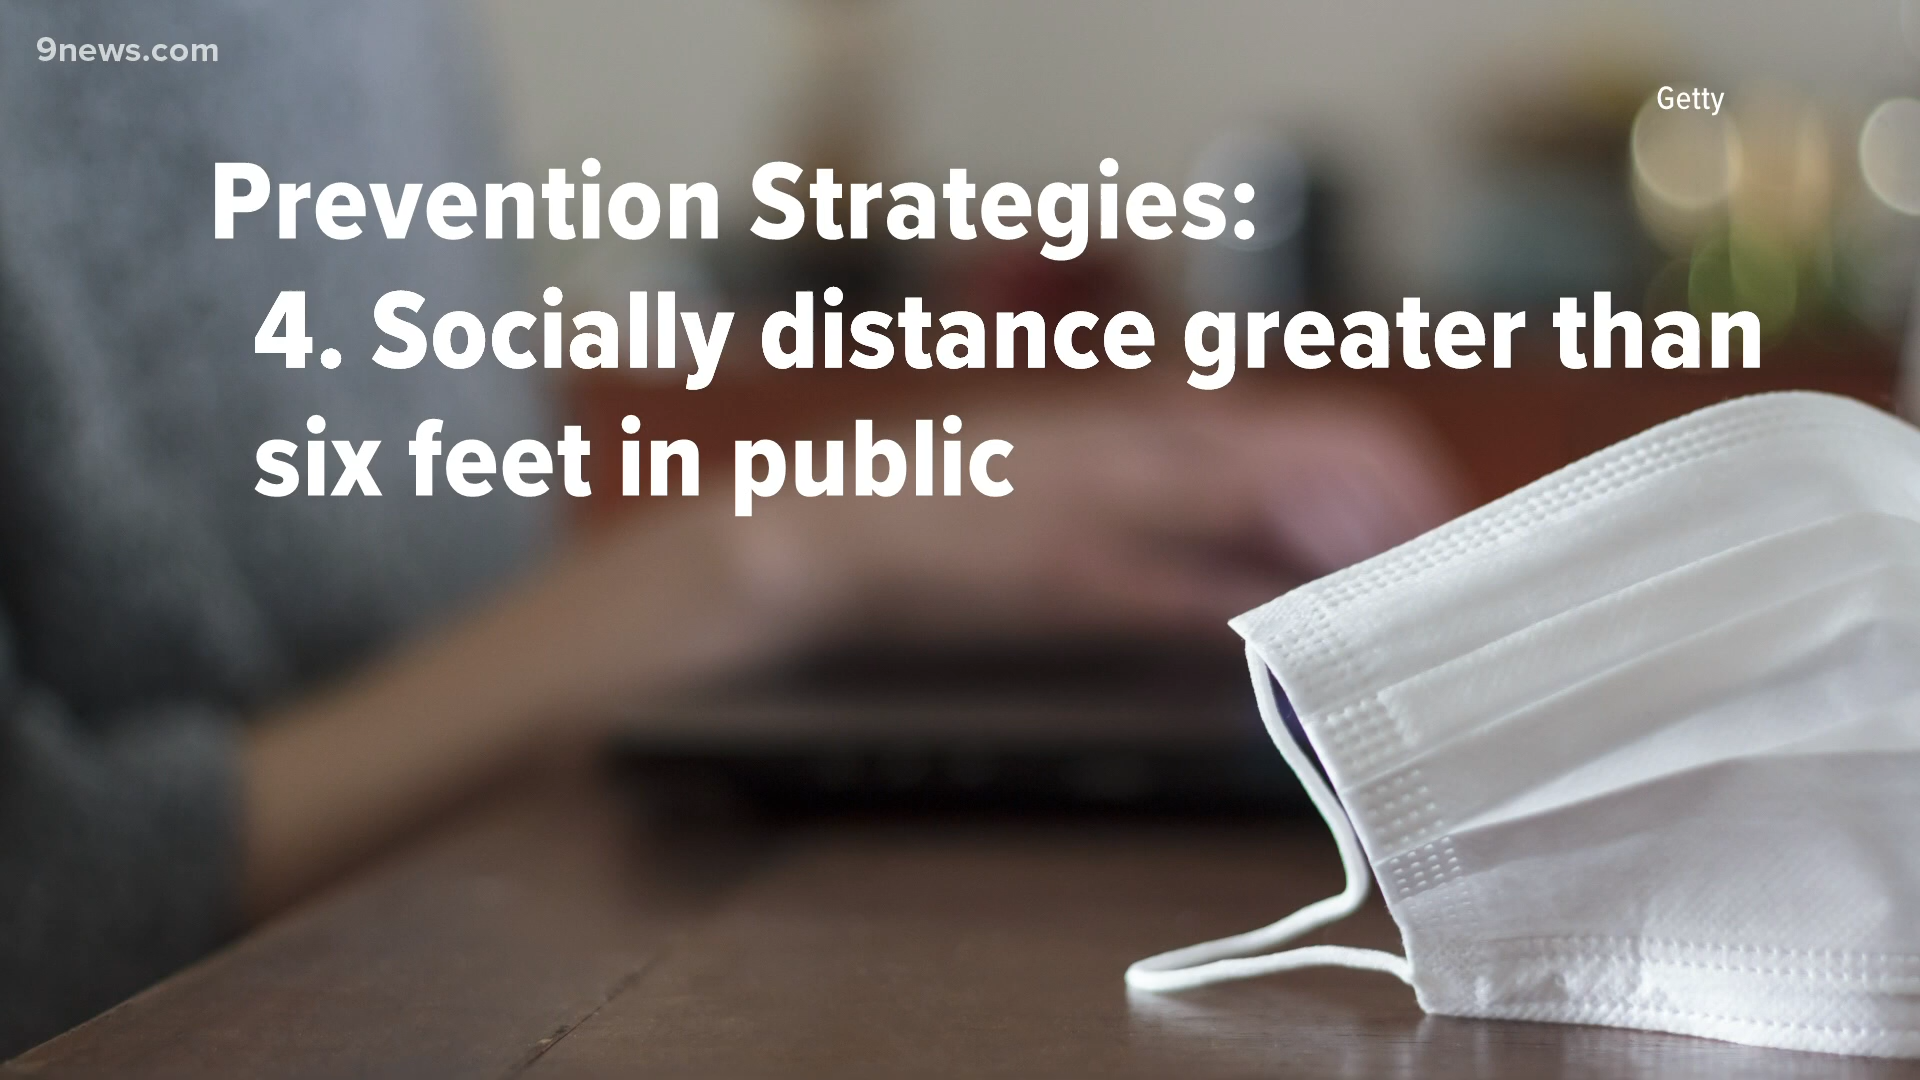 9news.com
Getty
Prevention Strategies:
4. Socially distance greater than
six feet in public